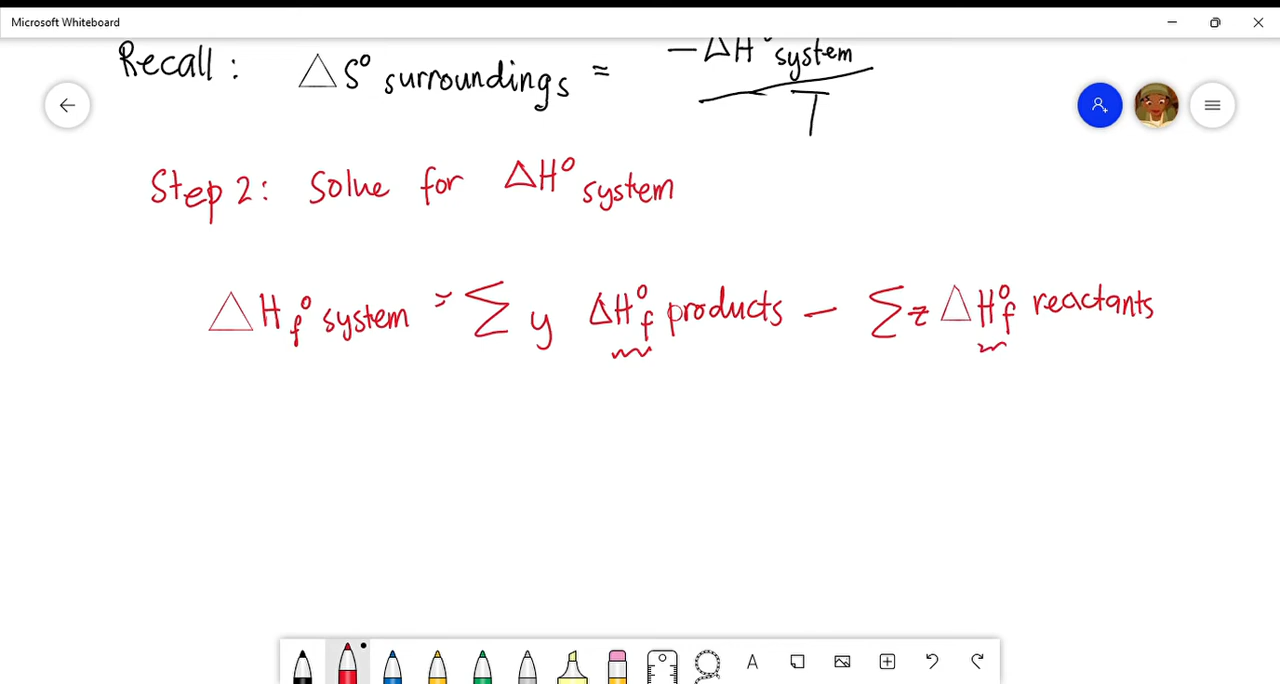 Microsoft Whiteboard
Recall : △S° surroundings = −ΔH° system / T
Step 2: Solve for ΔH° system
△H f° system = Σ y ΔH°f products − Σ z △H°f reactants
A